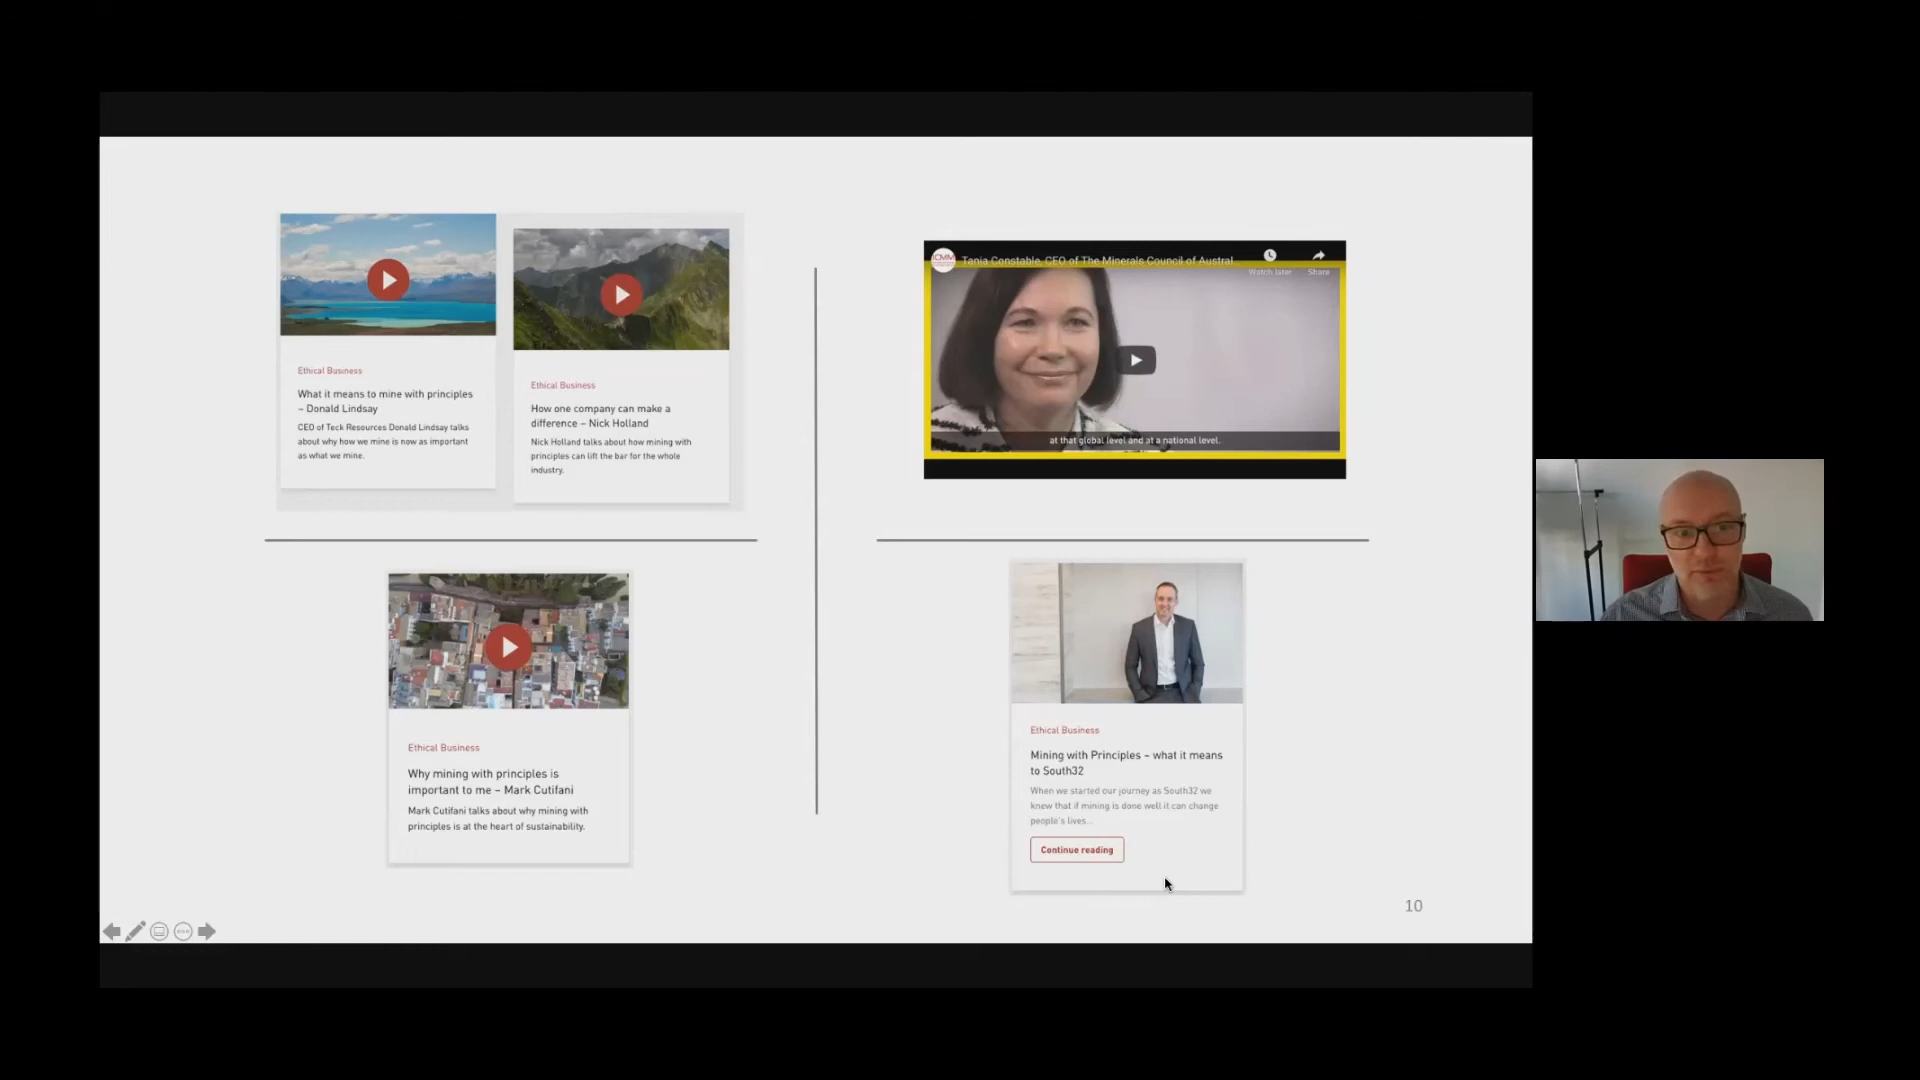 Ethical Business
What it means to mine with principles
– Donald Lindsay
CEO of Teck Resources Donald Lindsay talks
about why how we mine is now as important
as what we mine.
Ethical Business
How one company can make a
difference – Nick Holland
Nick Holland talks about how mining with
principles can lift the bar for the whole
industry.
ICMM
Tania Constable, CEO of The Minerals Council of Austral...
Watch later
Share
at that global level and at a national level.
Ethical Business
Why mining with principles is
important to me – Mark Cutifani
Mark Cutifani talks about why mining with
principles is at the heart of sustainability.
Ethical Business
Mining with Principles – what it means
to South32
When we started our journey as South32 we
knew that if mining is done well it can change
people's lives...
Continue reading
10